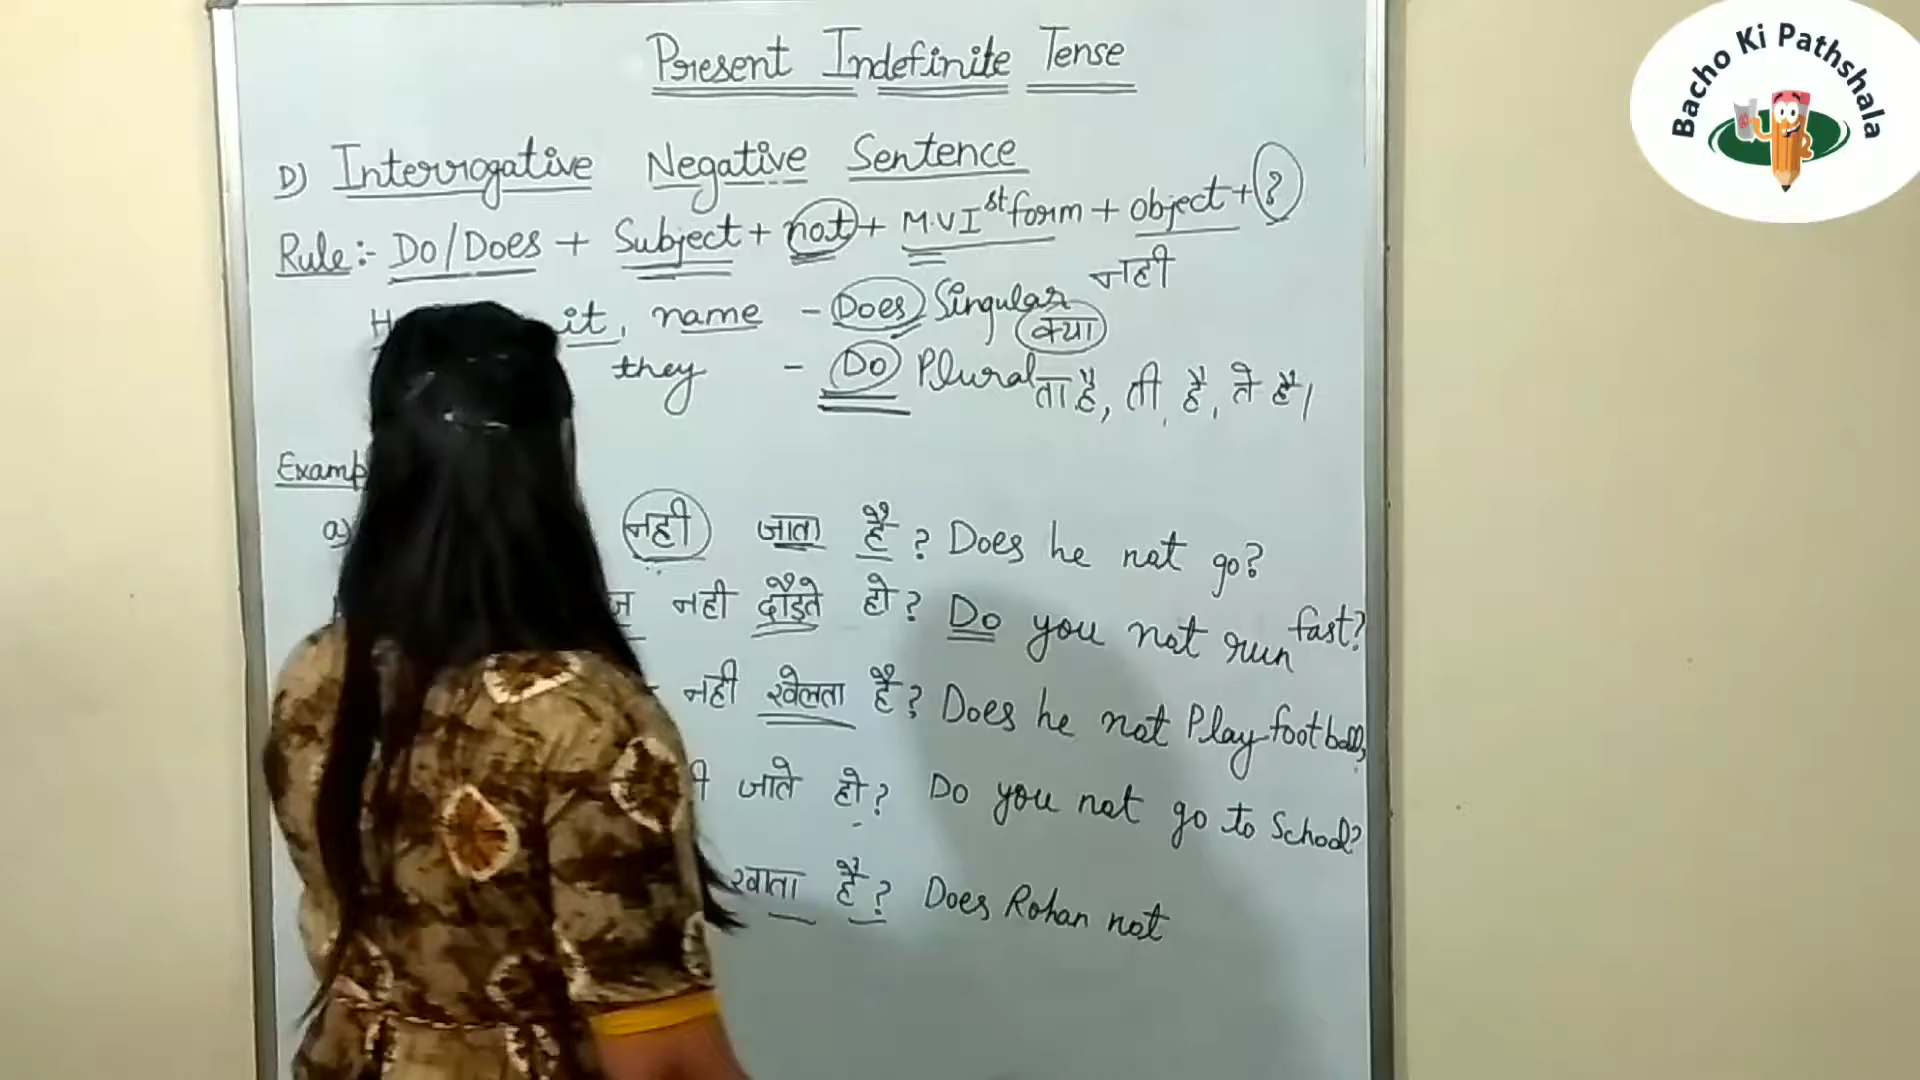 Present Indefinite Tense
Bacho Ki Pathshala
D) Interrogative Negative Sentence
Rule:- Do/Does + Subject + not + M.V Ist form + object + ?
नही
it, name - Does Singular
क्या
they - Do Plural
ता है, ती है, ते हैं।
Examp
a) नही जाता है? Does he not go?
नही दौड़ते हो? Do you not run fast?
नही खेलता है? Does he not Play football
जाते हो? Do you not go to School?
खाता है? Does Rohan not